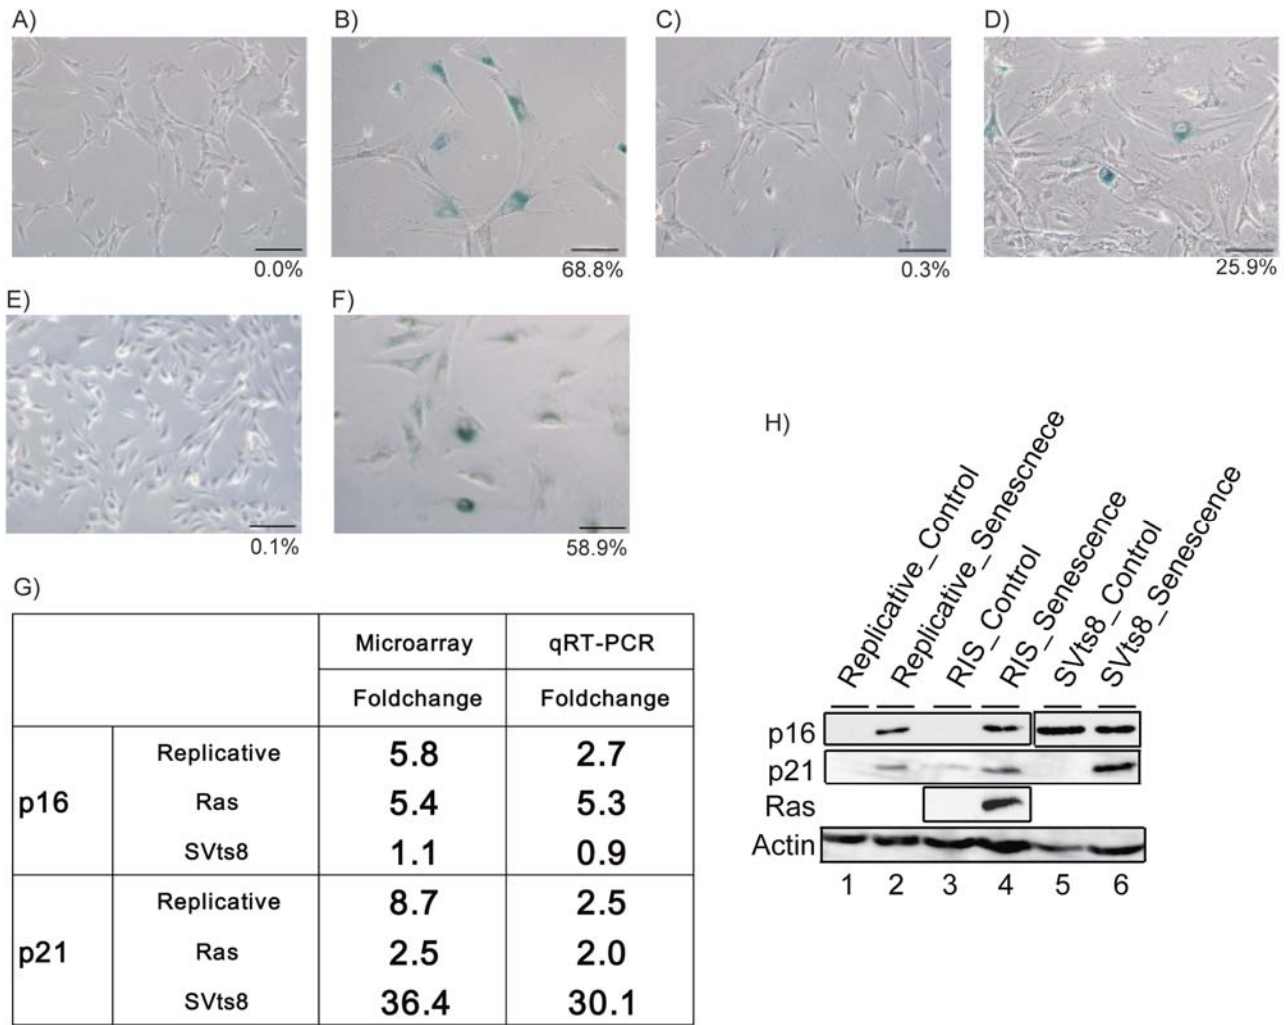 A)
B)
C)
D)
0.0%
68.8%
0.3%
25.9%
E)
F)
0.1%
58.9%
G)
Microarray
qRT-PCR
Foldchange
Foldchange
p16
Replicative
5.8
2.7
Ras
5.4
5.3
SVts8
1.1
0.9
p21
Replicative
8.7
2.5
Ras
2.5
2.0
SVts8
36.4
30.1
H)
Replicative_Control
Replicative_Senescnece
RIS_Control
RIS_Senescence
SVts8_Control
SVts8_Senescence
p16
p21
Ras
Actin
1 2 3 4 5 6